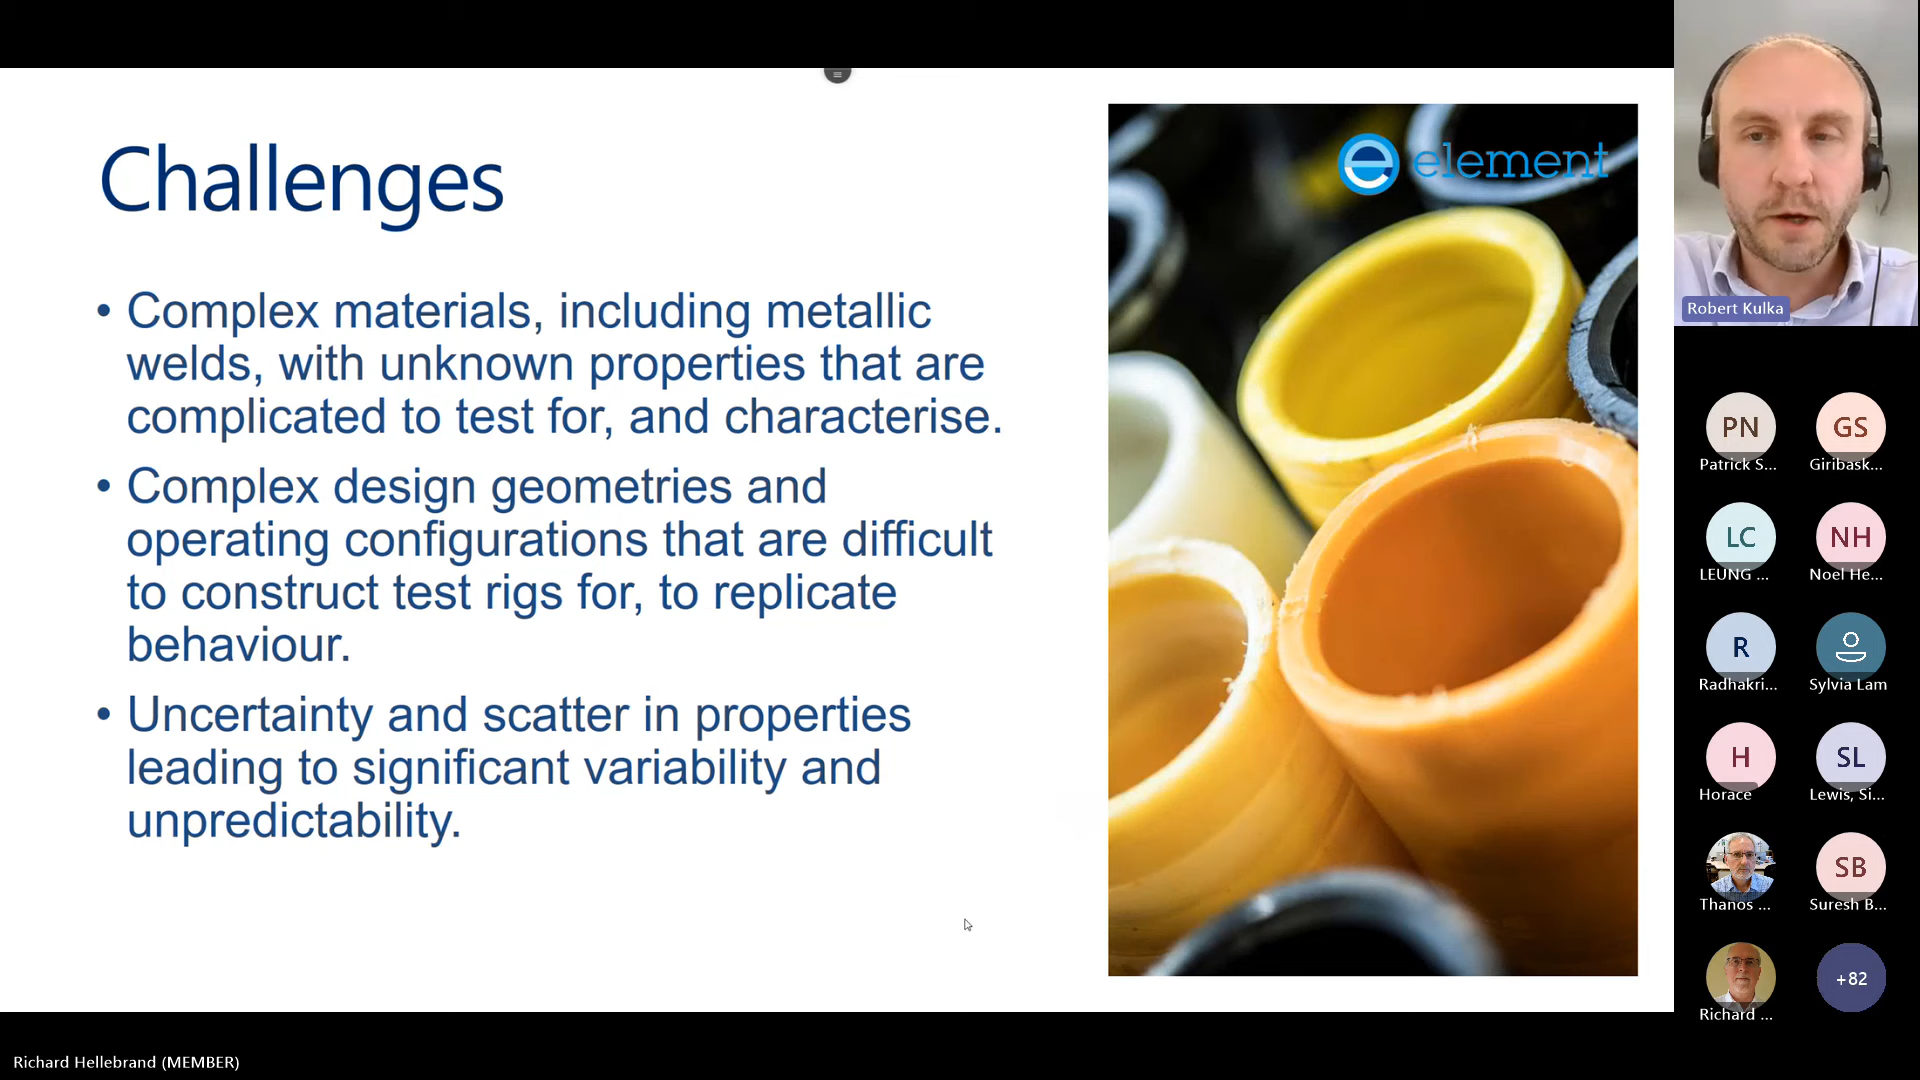 Challenges
element
• Complex materials, including metallic
welds, with unknown properties that are
complicated to test for, and characterise.
• Complex design geometries and
operating configurations that are difficult
to construct test rigs for, to replicate
behaviour.
• Uncertainty and scatter in properties
leading to significant variability and
unpredictability.
Robert Kulka
PN
Patrick S...
GS
Giribask...
LC
LEUNG ...
NH
Noel He...
R
Radhakri...
Sylvia Lam
H
Horace
SL
Lewis, Si...
Thanos ...
SB
Suresh B...
Richard ...
+82
Richard Hellebrand (MEMBER)